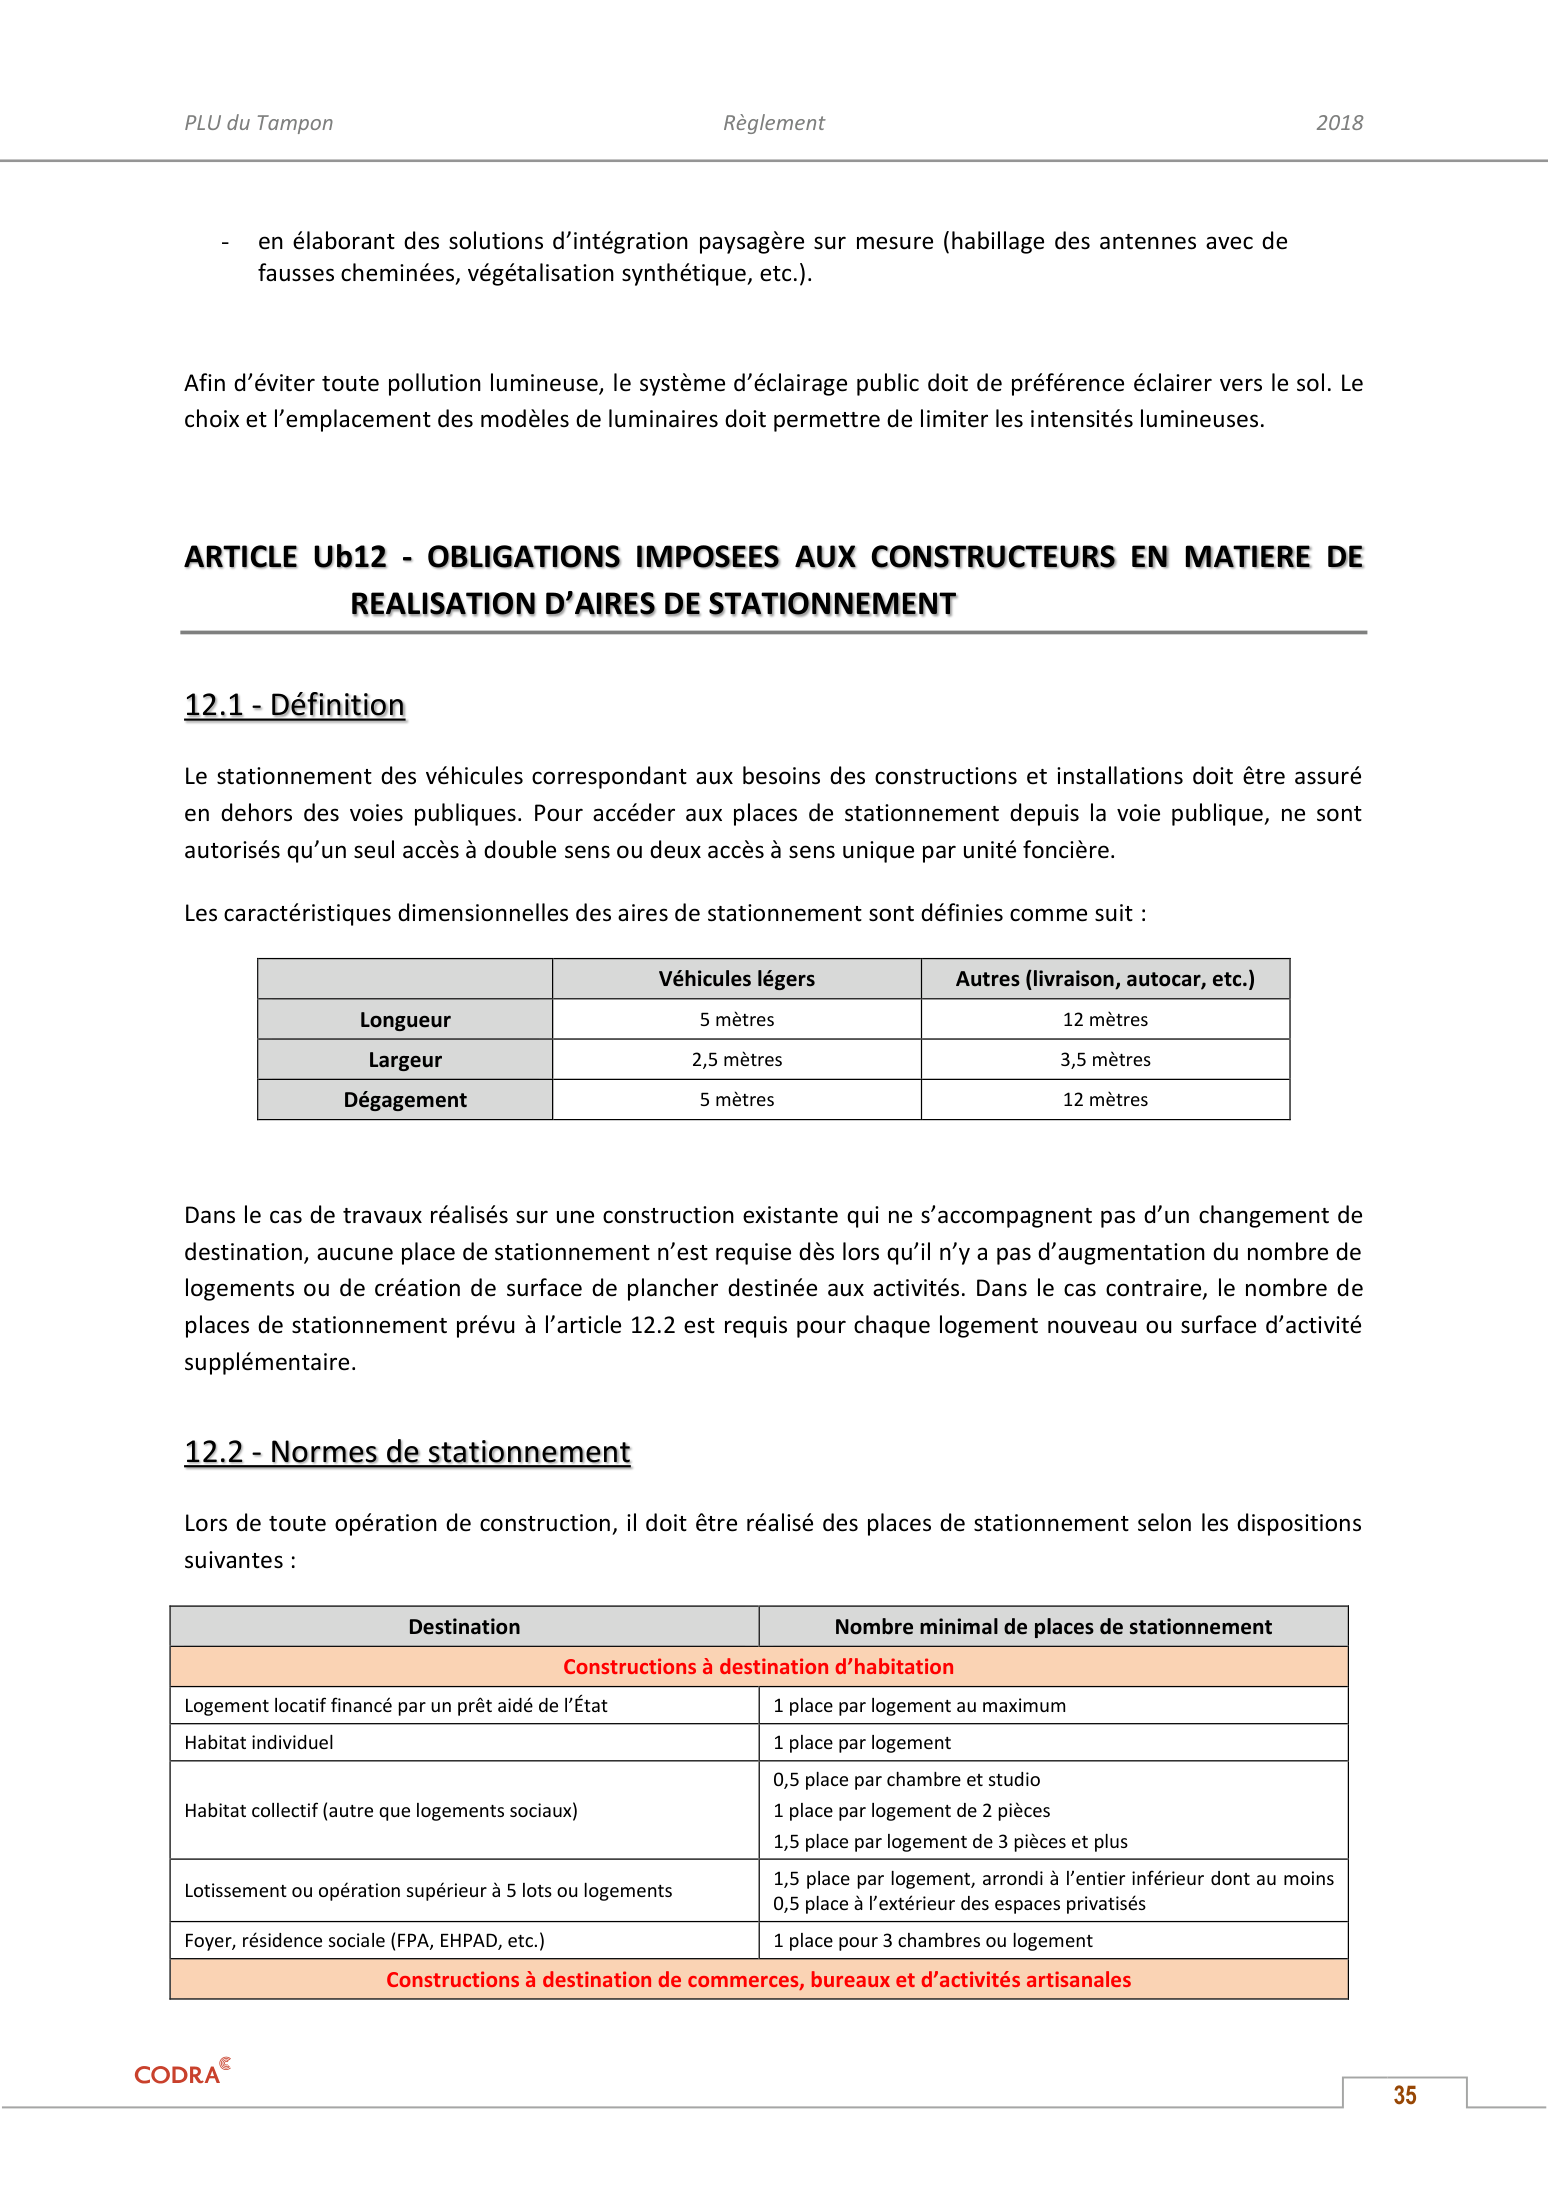 PLU du Tampon Règlement 2018
- en élaborant des solutions d’intégration paysagère sur mesure (habillage des antennes avec de
fausses cheminées, végétalisation synthétique, etc.).
Afin d’éviter toute pollution lumineuse, le système d’éclairage public doit de préférence éclairer vers le sol. Le
choix et l’emplacement des modèles de luminaires doit permettre de limiter les intensités lumineuses.
ARTICLE Ub12 - OBLIGATIONS IMPOSEES AUX CONSTRUCTEURS EN MATIERE DE
REALISATION D’AIRES DE STATIONNEMENT
12.1 - Définition
Le stationnement des véhicules correspondant aux besoins des constructions et installations doit être assuré
en dehors des voies publiques. Pour accéder aux places de stationnement depuis la voie publique, ne sont
autorisés qu’un seul accès à double sens ou deux accès à sens unique par unité foncière.
Les caractéristiques dimensionnelles des aires de stationnement sont définies comme suit :
Véhicules légers Autres (livraison, autocar, etc.)
Longueur 5 mètres 12 mètres
Largeur 2,5 mètres 3,5 mètres
Dégagement 5 mètres 12 mètres
Dans le cas de travaux réalisés sur une construction existante qui ne s’accompagnent pas d’un changement de
destination, aucune place de stationnement n’est requise dès lors qu’il n’y a pas d’augmentation du nombre de
logements ou de création de surface de plancher destinée aux activités. Dans le cas contraire, le nombre de
places de stationnement prévu à l’article 12.2 est requis pour chaque logement nouveau ou surface d’activité
supplémentaire.
12.2 - Normes de stationnement
Lors de toute opération de construction, il doit être réalisé des places de stationnement selon les dispositions
suivantes :
Destination Nombre minimal de places de stationnement
Constructions à destination d’habitation
Logement locatif financé par un prêt aidé de l’État 1 place par logement au maximum
Habitat individuel 1 place par logement
Habitat collectif (autre que logements sociaux)
0,5 place par chambre et studio
1 place par logement de 2 pièces
1,5 place par logement de 3 pièces et plus
Lotissement ou opération supérieur à 5 lots ou logements
1,5 place par logement, arrondi à l’entier inférieur dont au moins
0,5 place à l’extérieur des espaces privatisés
Foyer, résidence sociale (FPA, EHPAD, etc.) 1 place pour 3 chambres ou logement
Constructions à destination de commerces, bureaux et d’activités artisanales
CODRA
35